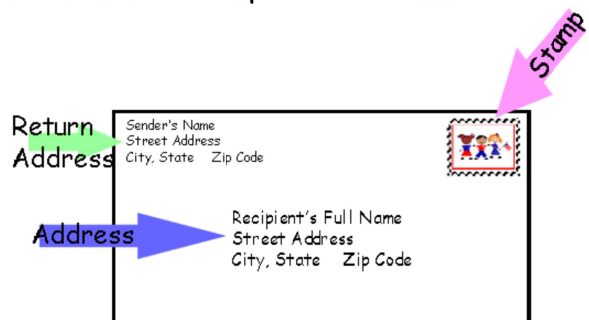 Stamp
Return
Address
Sender's Name
Street Address
City, State Zip Code
Address
Recipient's Full Name
Street Address
City, State Zip Code